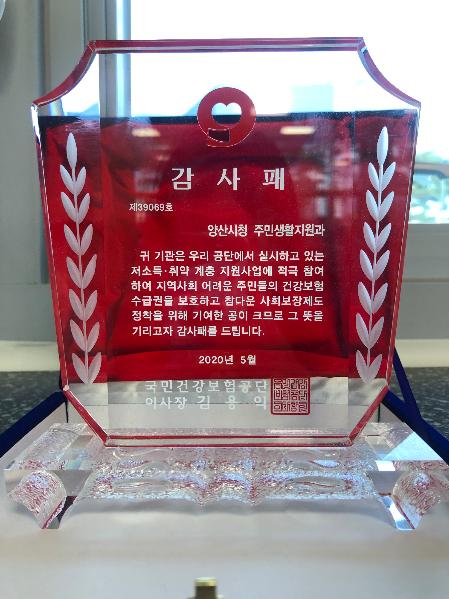 감사패
제39069호
양산시청 주민생활지원과
귀 기관은 우리 공단에서 실시하고 있는
저소득·취약 계층 지원사업에 적극 참여
하여 지역사회 어려운 주민들의 건강보험
수급권을 보호하고 참다운 사회보장제도
정착을 위해 기여한 공이 크므로 그 뜻을
기리고자 감사패를 드립니다.
2020년 5월
국민건강보험공단
이사장 김용익